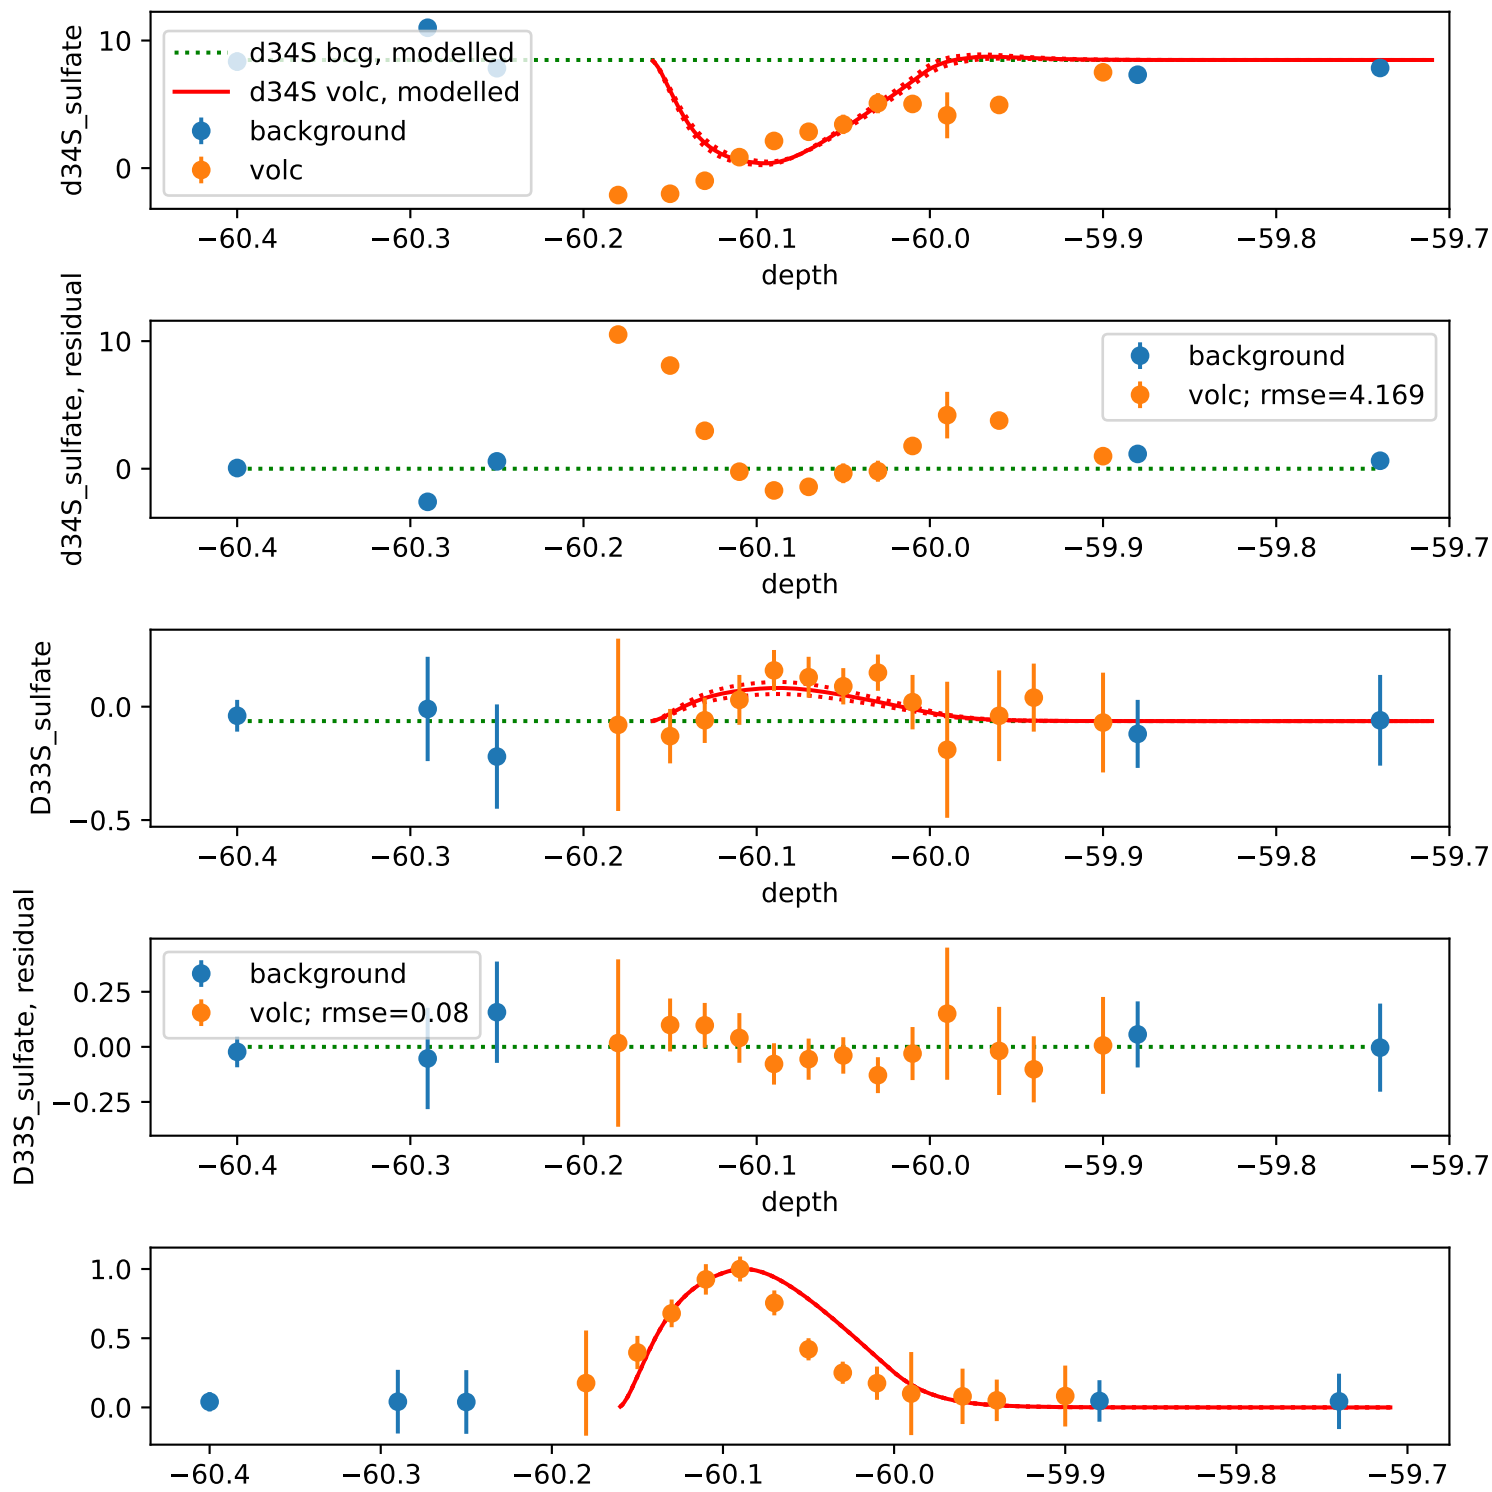 d34S_sulfate
10
0
d34S bcg, modelled
d34S volc, modelled
background
volc
−60.4 −60.3 −60.2 −60.1 −60.0 −59.9 −59.8 −59.7
depth
d34S_sulfate, residual
10
0
background
volc; rmse=4.169
−60.4 −60.3 −60.2 −60.1 −60.0 −59.9 −59.8 −59.7
depth
D33S_sulfate
0.0
−0.5
−60.4 −60.3 −60.2 −60.1 −60.0 −59.9 −59.8 −59.7
depth
D33S_sulfate, residual
0.25
0.00
−0.25
background
volc; rmse=0.08
−60.4 −60.3 −60.2 −60.1 −60.0 −59.9 −59.8 −59.7
depth
1.0
0.5
0.0
−60.4 −60.3 −60.2 −60.1 −60.0 −59.9 −59.8 −59.7